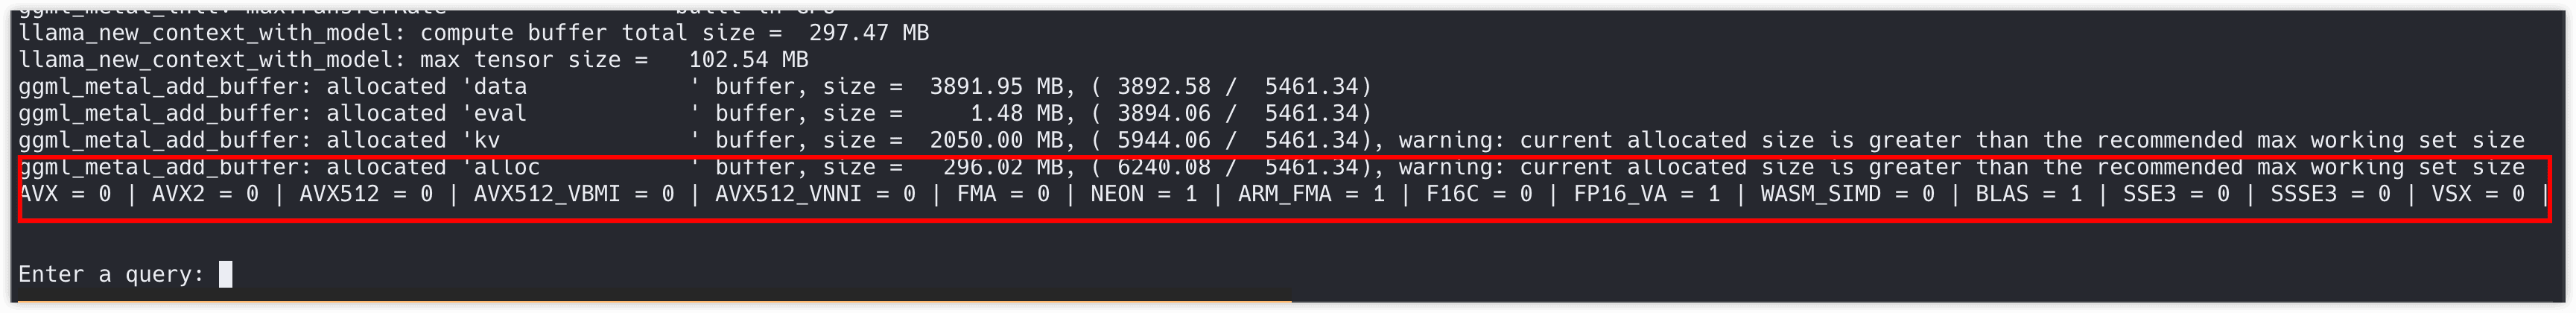 llama_new_context_with_model: compute buffer total size =  297.47 MB
llama_new_context_with_model: max tensor size =   102.54 MB
ggml_metal_add_buffer: allocated 'data            ' buffer, size =  3891.95 MB, ( 3892.58 /  5461.34)
ggml_metal_add_buffer: allocated 'eval            ' buffer, size =     1.48 MB, ( 3894.06 /  5461.34)
ggml_metal_add_buffer: allocated 'kv              ' buffer, size =  2050.00 MB, ( 5944.06 /  5461.34), warning: current allocated size is greater than the recommended max working set size
ggml_metal_add_buffer: allocated 'alloc           ' buffer, size =   296.02 MB, ( 6240.08 /  5461.34), warning: current allocated size is greater than the recommended max working set size
AVX = 0 | AVX2 = 0 | AVX512 = 0 | AVX512_VBMI = 0 | AVX512_VNNI = 0 | FMA = 0 | NEON = 1 | ARM_FMA = 1 | F16C = 0 | FP16_VA = 1 | WASM_SIMD = 0 | BLAS = 1 | SSE3 = 0 | SSSE3 = 0 | VSX = 0 |
Enter a query: